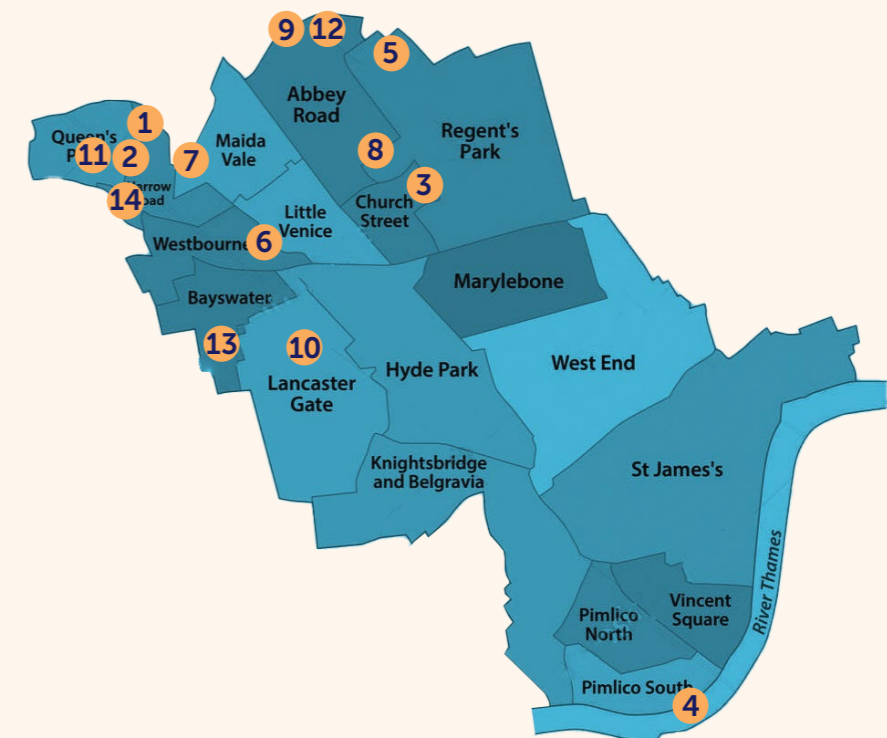 9
12
5
Abbey
Road
1
Queen's
11
2
7
Maida
Vale
Regent's
Park
8
14
3
Church
Street
Little
Venice
Westbourne
6
Bayswater
Marylebone
13
10
Lancaster
Gate
Hyde Park
West End
Knightsbridge
and Belgravia
St James's
River Thames
Vincent
Square
Pimlico
North
Pimlico South
4